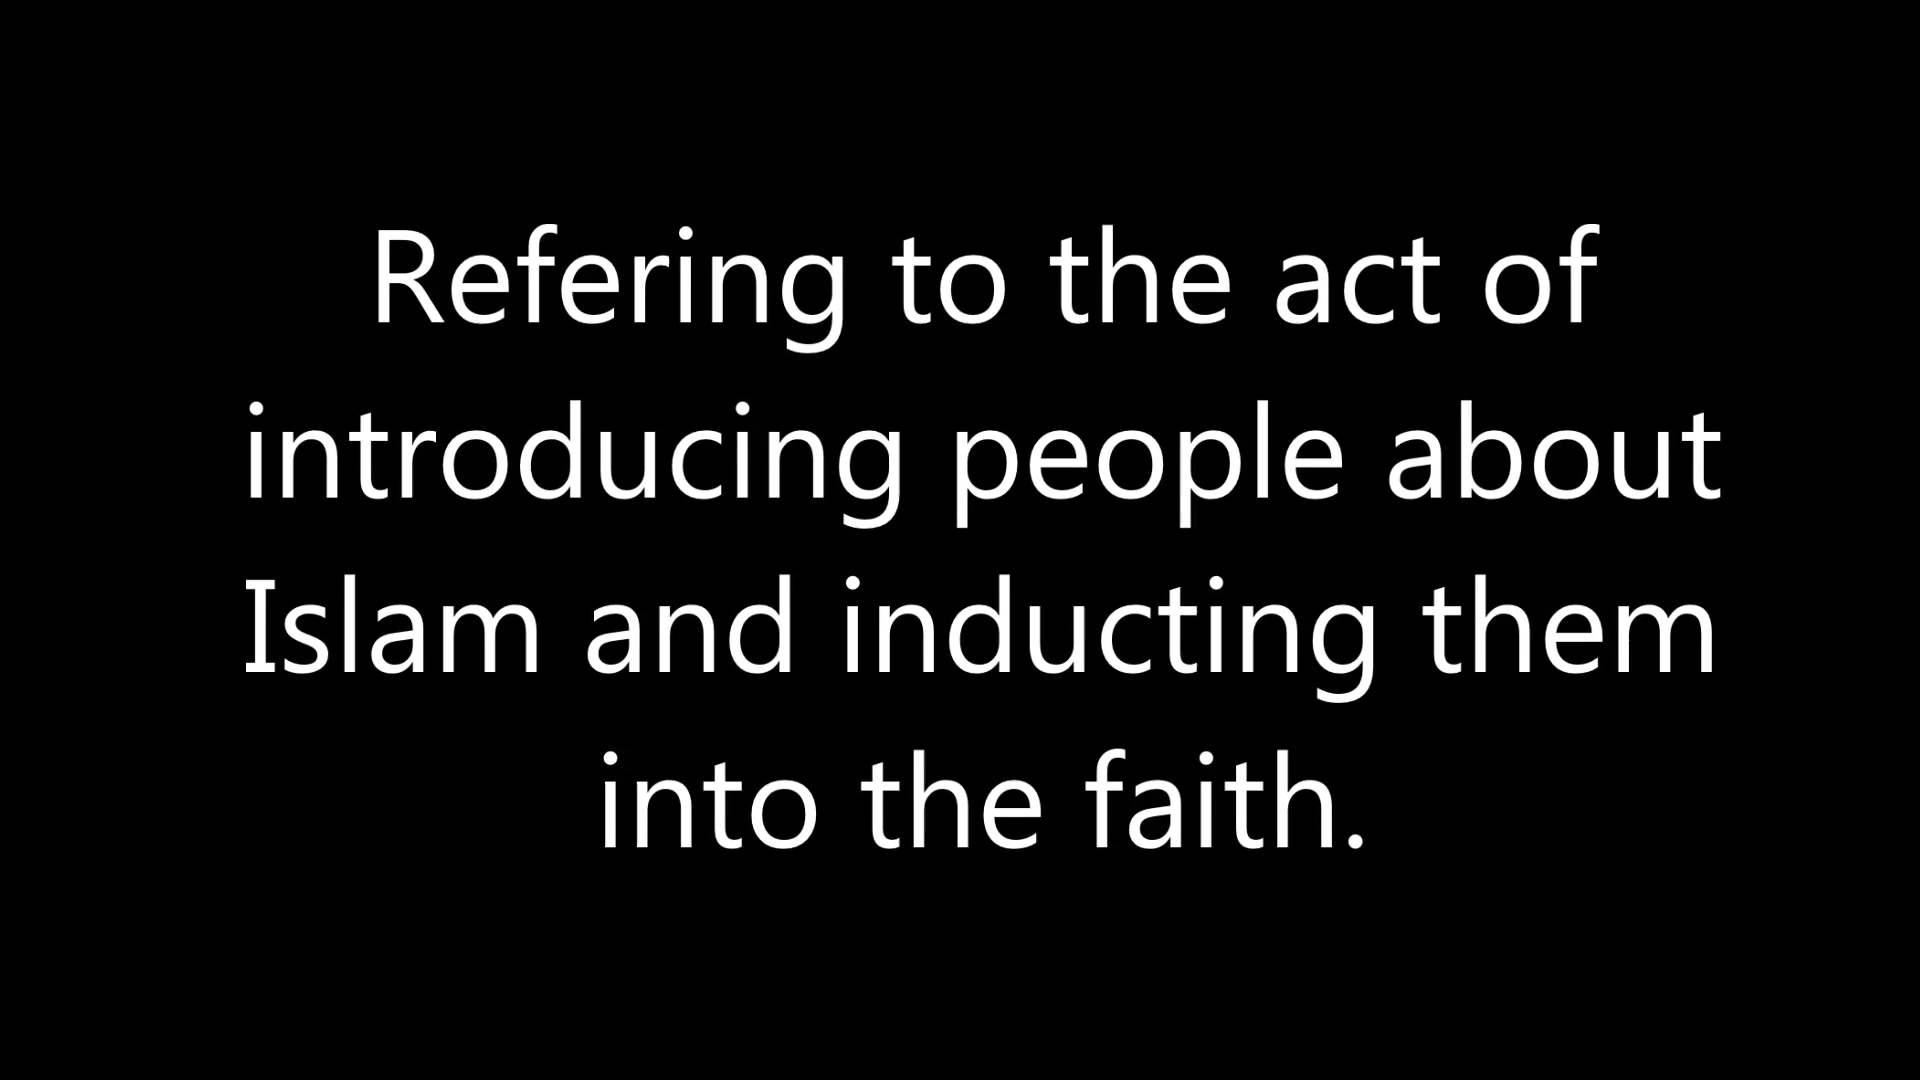 Refering to the act of
introducing people about
Islam and inducting them
into the faith.